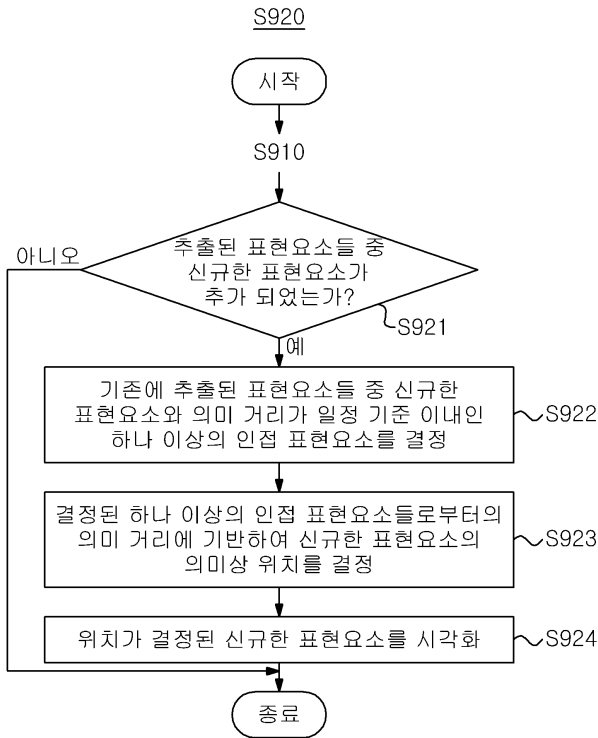 S920
시작
S910
추출된 표현요소들 중
신규한 표현요소가
추가 되었는가?
아니오
S921
예
기존에 추출된 표현요소들 중 신규한
표현요소와 의미 거리가 일정 기준 이내인
하나 이상의 인접 표현요소를 결정
S922
결정된 하나 이상의 인접 표현요소들로부터의
의미 거리에 기반하여 신규한 표현요소의
의미상 위치를 결정
S923
위치가 결정된 신규한 표현요소를 시각화
S924
종료